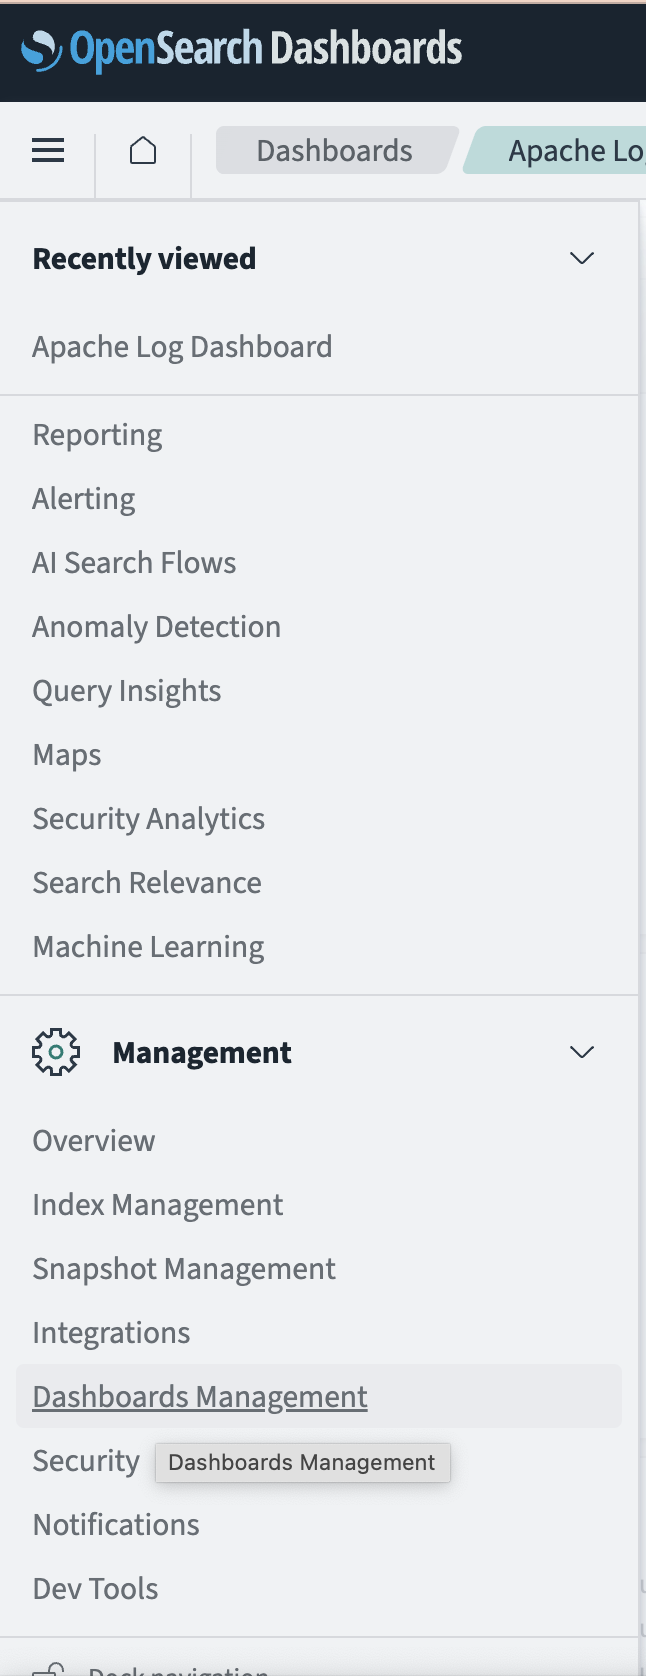 OpenSearch Dashboards
Dashboards
Apache Lo
Recently viewed
Apache Log Dashboard
Reporting
Alerting
AI Search Flows
Anomaly Detection
Query Insights
Maps
Security Analytics
Search Relevance
Machine Learning
Management
Overview
Index Management
Snapshot Management
Integrations
Dashboards Management
Security
Dashboards Management
Notifications
Dev Tools
Dock navigation